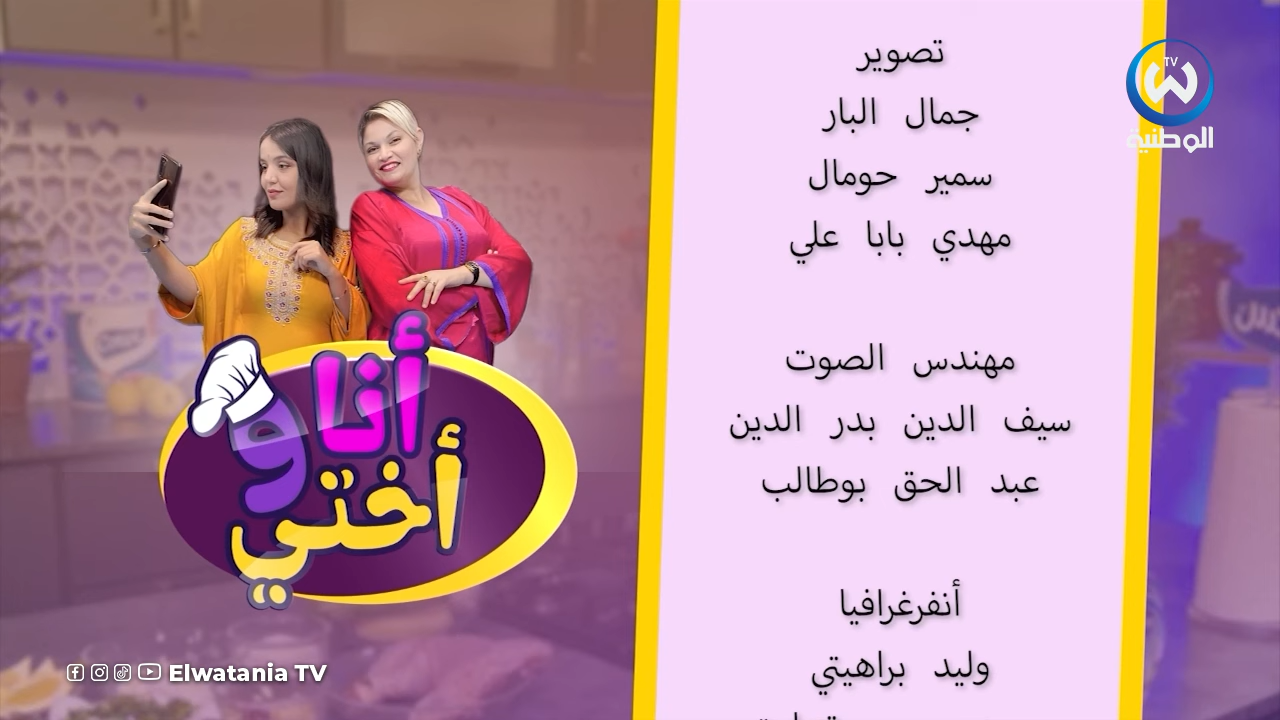 تصوير
جمال البار
سمير حومال
مهدي بابا علي
مهندس الصوت
سيف الدين بدر الدين
عبد الحق بوطالب
أنفرغرافيا
وليد براهيتي
TV
الوطنية
أنا و
أختي
Elwatania TV